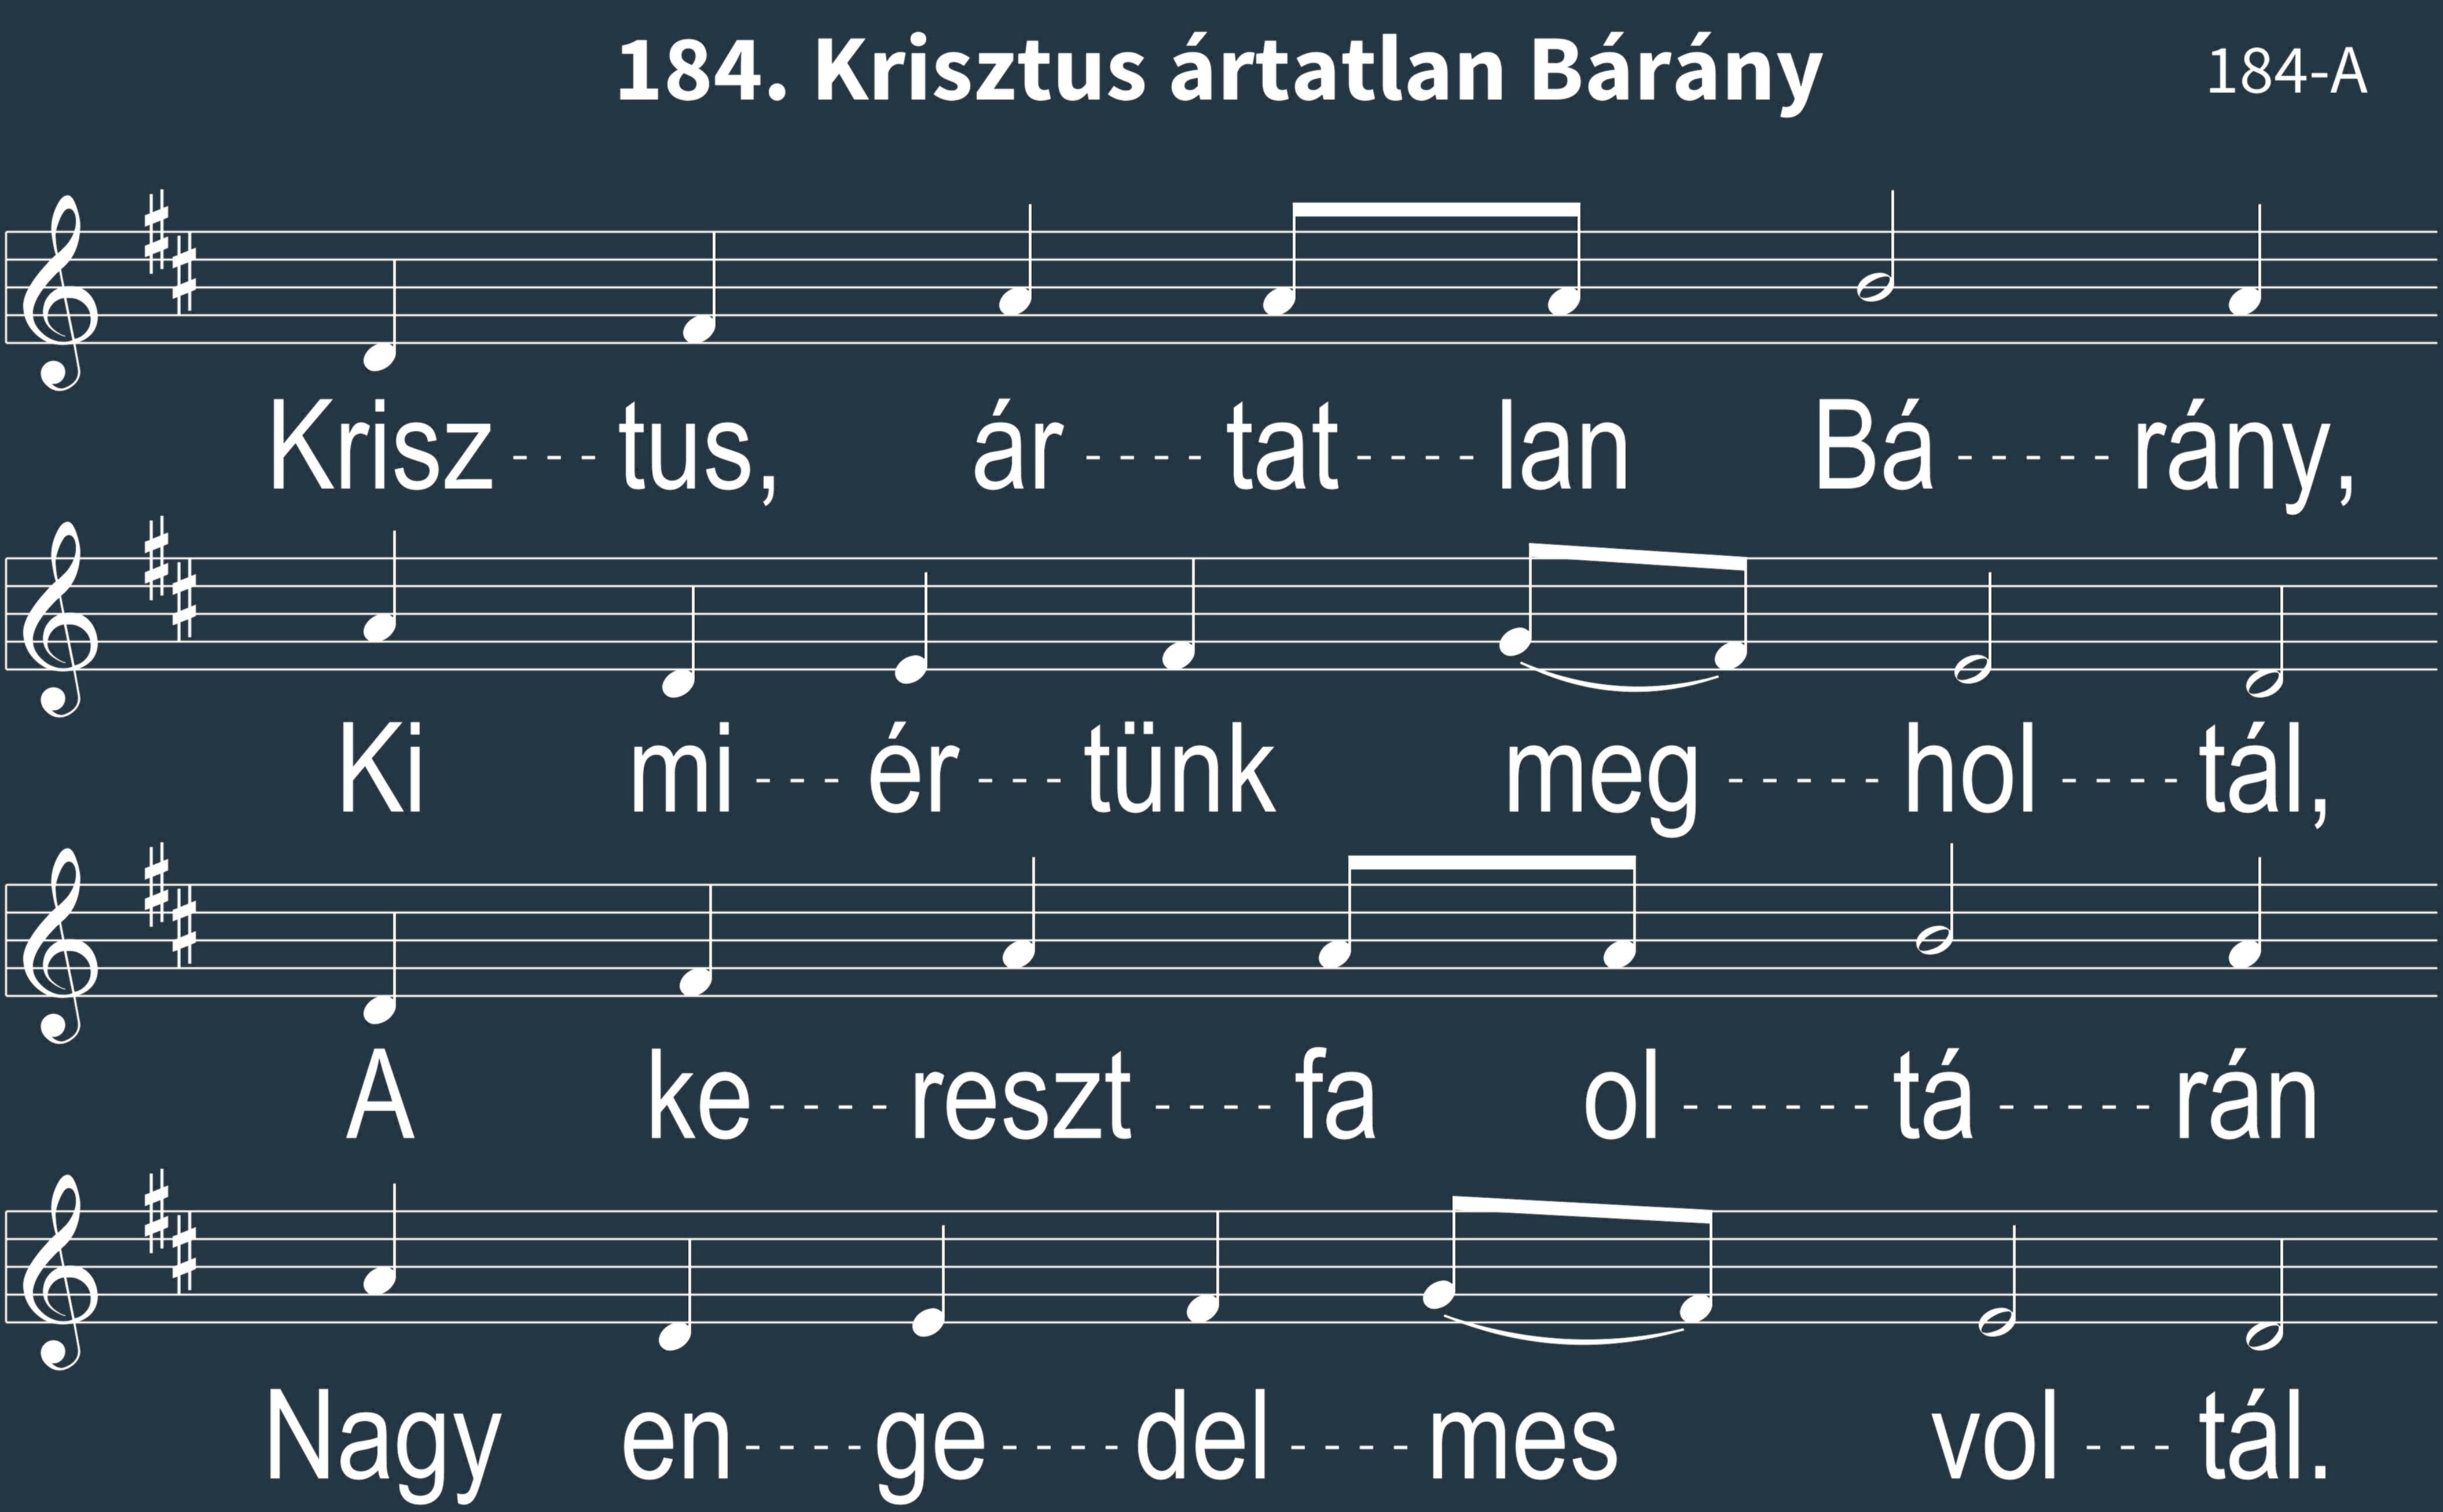 184. Krisztus ártatlan Bárány 184-A
Krisz---tus, ár----tat----lan Bá-----rány,
Ki mi---ér---tünk meg-----hol----tál,
A ke----reszt----fa ol------tá-----rán
Nagy en----ge----del----mes vol---tál.